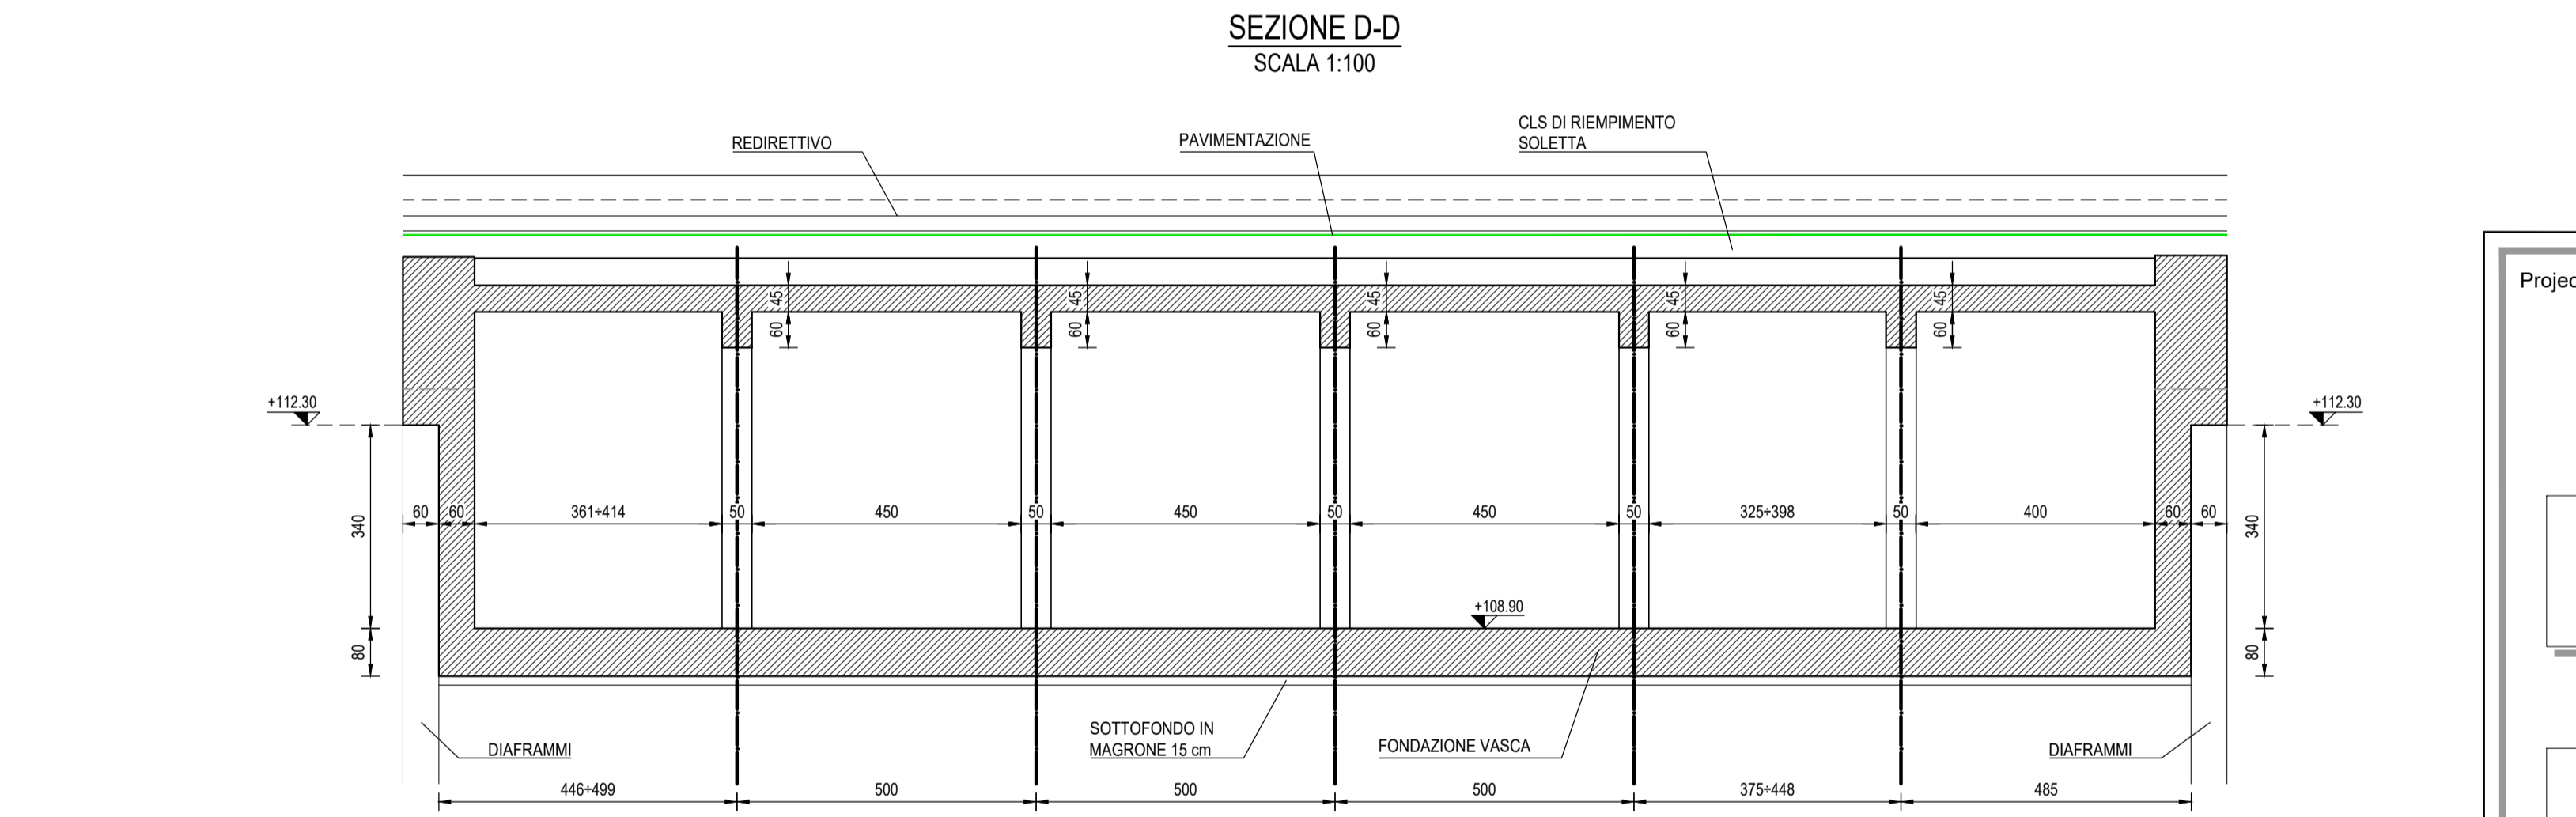 SEZIONE D-D
SCALA 1:100
REDIRETTIVO
PAVIMENTAZIONE
CLS DI RIEMPIMENTO
SOLETTA
45 45 45 45 45
60 60 60 60 60
Projec
+112.30
+112.30
340
60 60 361÷414 50 450 50 450 50 450 50 325÷398 50 400 60 60
340
+108.90
80
80
DIAFRAMMI
SOTTOFONDO IN
MAGRONE 15 cm
FONDAZIONE VASCA
DIAFRAMMI
446÷499 500 500 500 375÷448 485